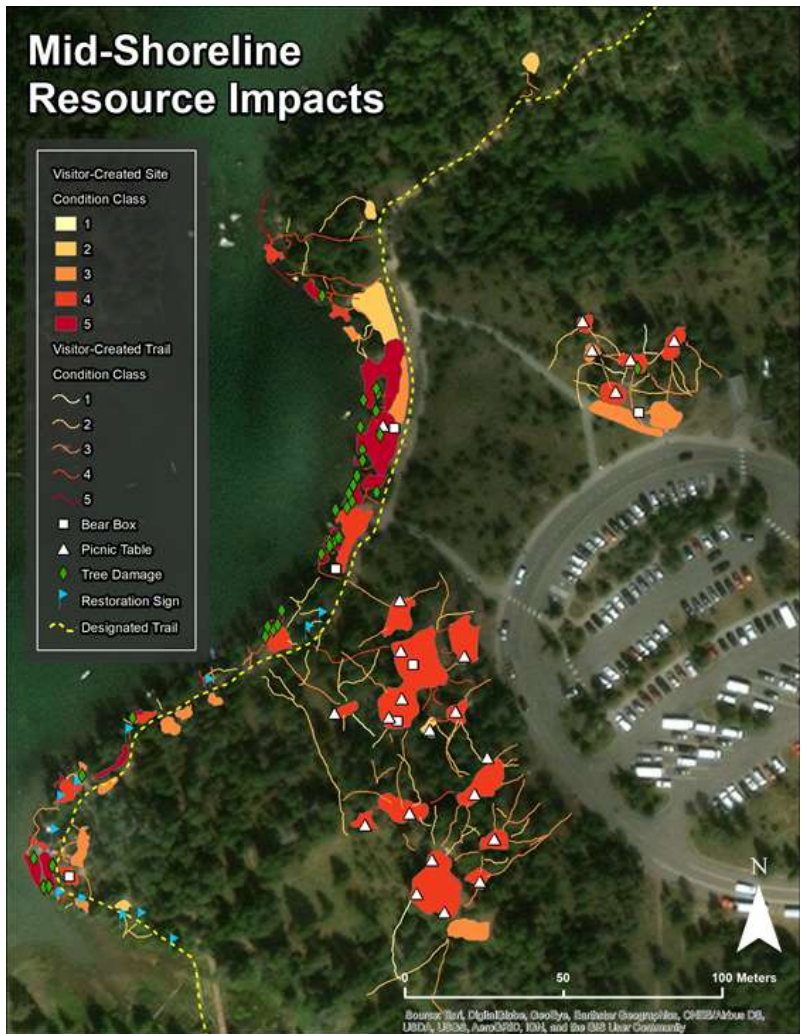 Mid-Shoreline
Resource Impacts
Visitor-Created Site
Condition Class
1
2
3
4
5
Visitor-Created Trail
Condition Class
1
2
3
4
5
Bear Box
Picnic Table
Tree Damage
Restoration Sign
Designated Trail
N
0 50 100 Meters
Source: Esri, DigitalGlobe, GeoEye, Earthstar Geographics, CNES/Airbus DS,
USDA, USGS, AeroGRID, IGN, and the GIS User Community